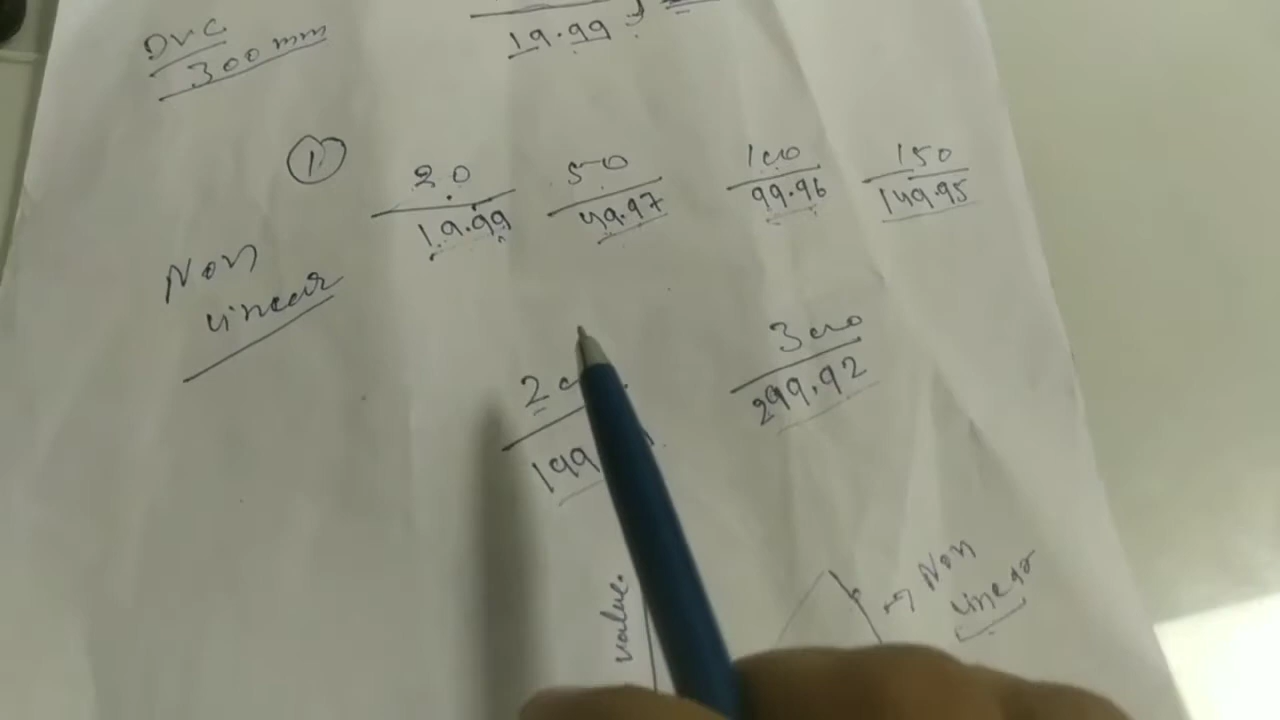 DVC
300 mm
19.99
①
20 50 100 150
19.99 49.97 99.96 149.95
Non
Linear
300
299.92
Non
Linear
value.